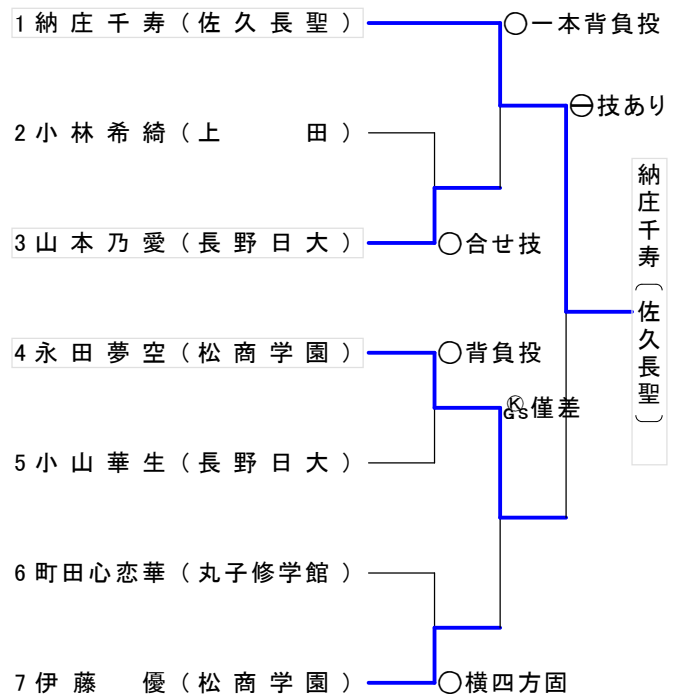 1 納庄千寿（佐久長聖）
○一本背負投
⊖技あり
2 小林希綺（上　　田）
3 山本乃愛（長野日大）
○合せ技
納庄千寿（佐久長聖）
4 永田夢空（松商学園）
○背負投
Ⓚ GS 僅差
5 小山華生（長野日大）
6 町田心恋華（丸子修学館）
7 伊藤　優（松商学園）
○横四方固